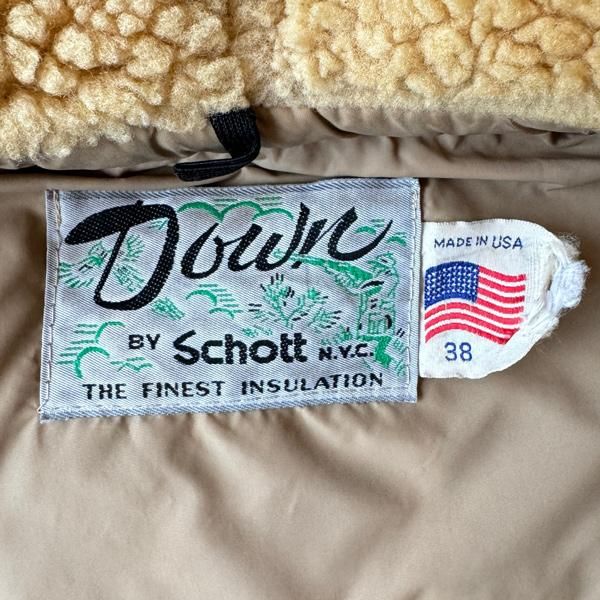 Down
BY Schott N.Y.C.
THE FINEST INSULATION
MADE IN USA
38